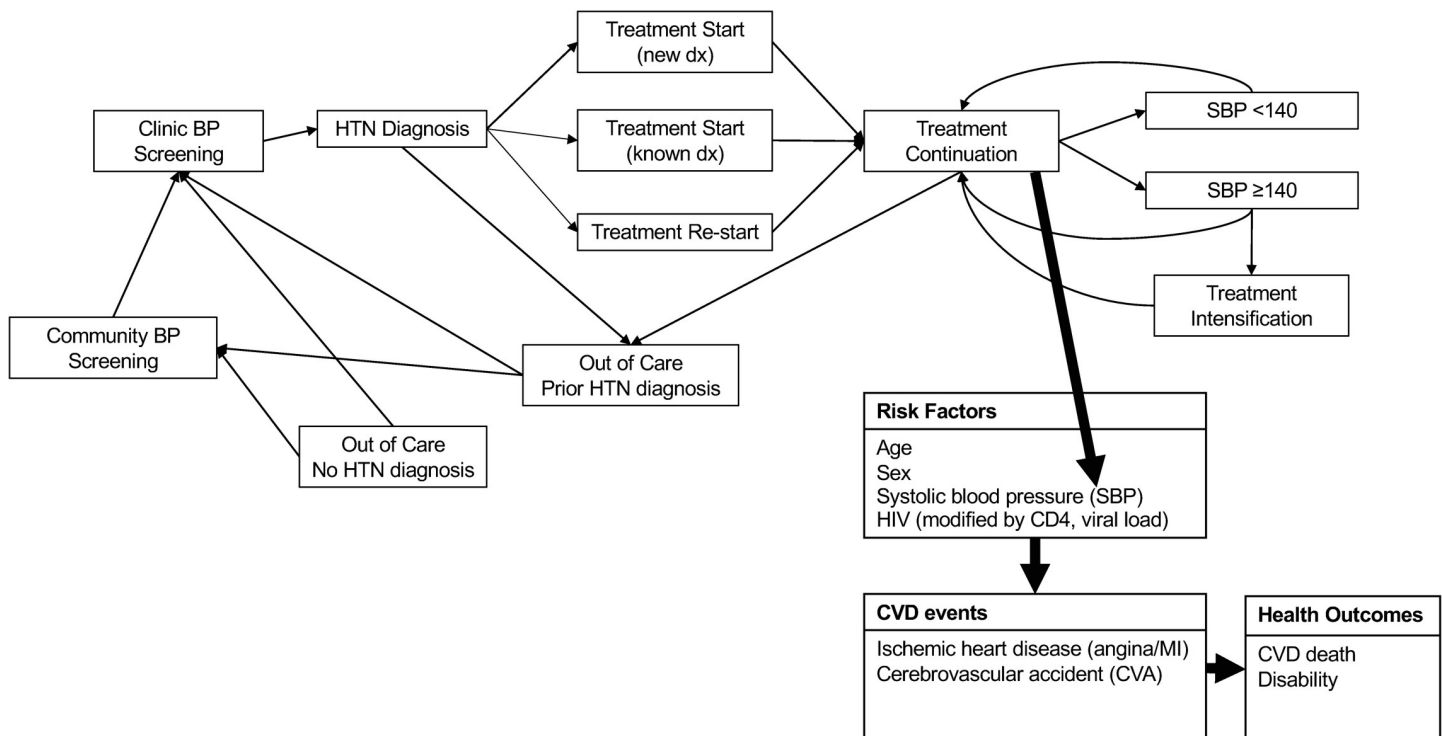 Treatment Start
(new dx)
Clinic BP
Screening
HTN Diagnosis
Treatment Start
(known dx)
Treatment
Continuation
SBP <140
SBP ≥140
Treatment Re-start
Treatment
Intensification
Community BP
Screening
Out of Care
Prior HTN diagnosis
Out of Care
No HTN diagnosis
Risk Factors
Age
Sex
Systolic blood pressure (SBP)
HIV (modified by CD4, viral load)
CVD events
Ischemic heart disease (angina/MI)
Cerebrovascular accident (CVA)
Health Outcomes
CVD death
Disability